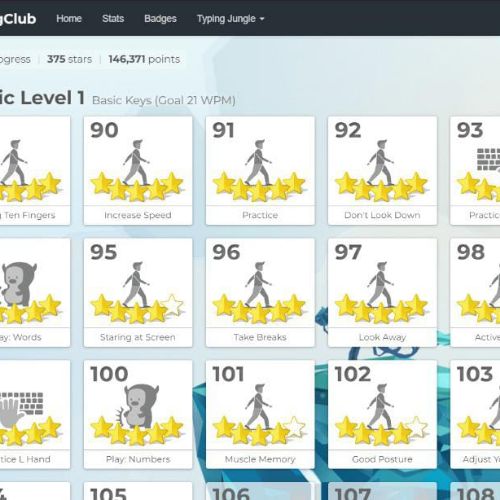 gClub Home Stats Badges Typing Jungle
ogress | 375 stars | 146,371 points
ic Level 1 Basic Keys (Goal 21 WPM)
90 91 92 93
g Ten Fingers Increase Speed Practice Don't Look Down Practic
95 96 97 98
ay: Words Staring at Screen Take Breaks Look Away Active
100 101 102 103
tice L Hand Play: Numbers Muscle Memory Good Posture Adjust Yo
4 105 106 107 108